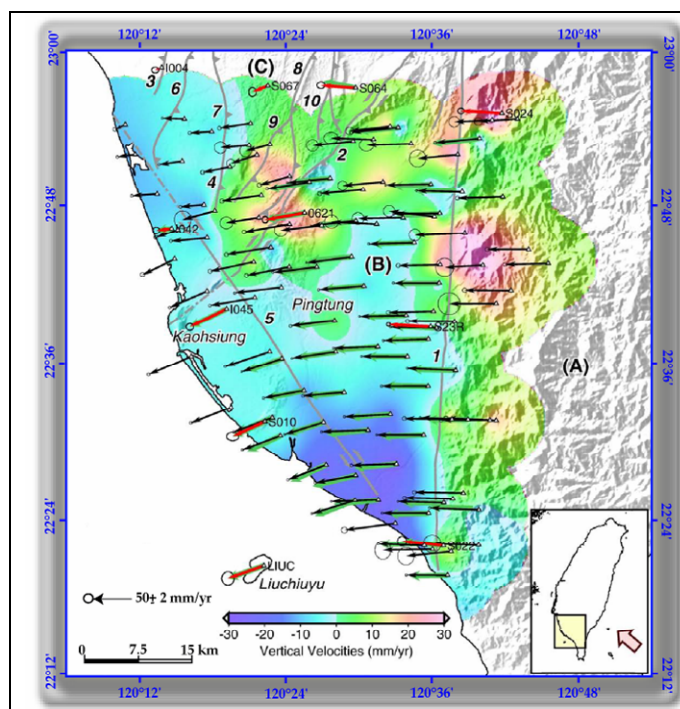 120°12' 120°24' 120°36' 120°48'
23°00' 23°00'
3 I004 (C) 8
6 S067 S064
7 10 S024
9
2
4
22°48' 0621 22°48'
I042
(B)
Pingtung
I045 5
Kaohsiung S23R
22°36' 1 (A) 22°36'
S010
22°24' 22°24'
LIUC
Liuchiuyu
50± 2 mm/yr
-30 -20 -10 0 10 20 30
0 7.5 15 km Vertical Velocities (mm/yr)
22°12' 22°12'
120°12' 120°24' 120°36' 120°48'